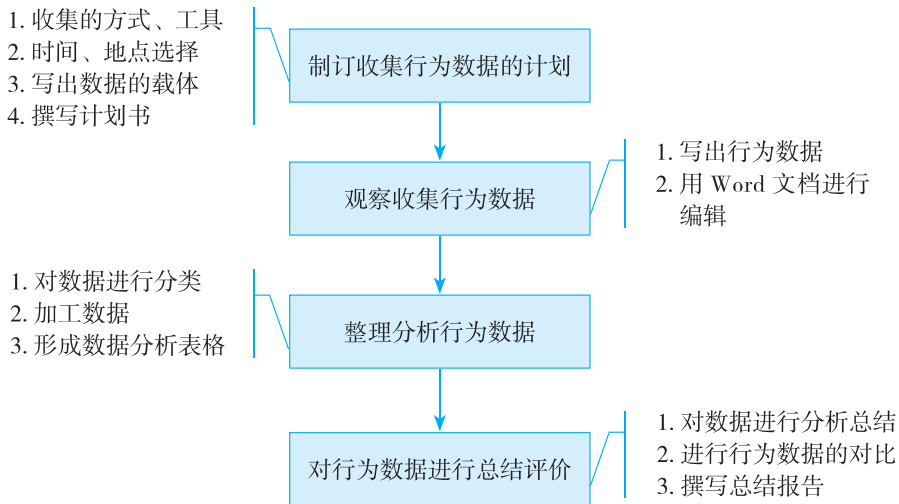 1. 收集的方式、工具
2. 时间、地点选择
3. 写出数据的载体
4. 撰写计划书
制订收集行为数据的计划
1. 写出行为数据
2. 用 Word 文档进行
编辑
观察收集行为数据
1. 对数据进行分类
2. 加工数据
3. 形成数据分析表格
整理分析行为数据
1. 对数据进行分析总结
2. 进行行为数据的对比
3. 撰写总结报告
对行为数据进行总结评价